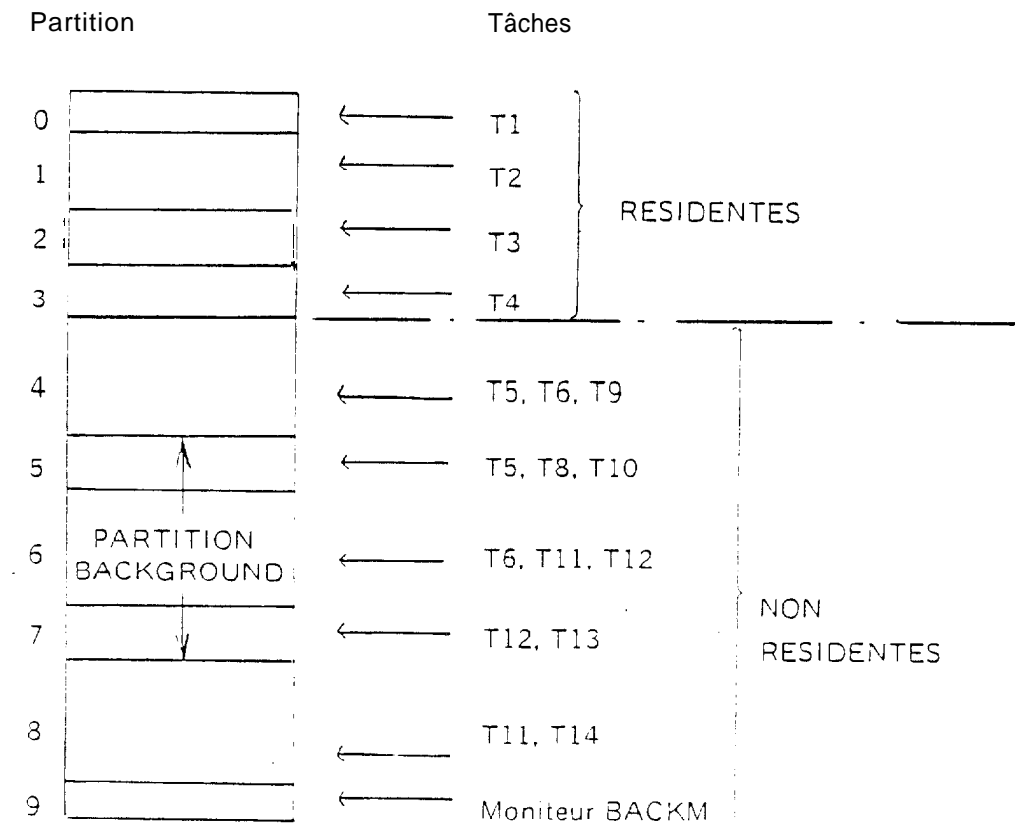 Partition Tâches
0 T1
1 T2
RESIDENTES
2 T3
3 T4
4 T5, T6, T9
5 T5, T8, T10
PARTITION
6 T6, T11, T12
BACKGROUND
NON
7 T12, T13
RESIDENTES
8 T11, T14
9 Moniteur BACKM